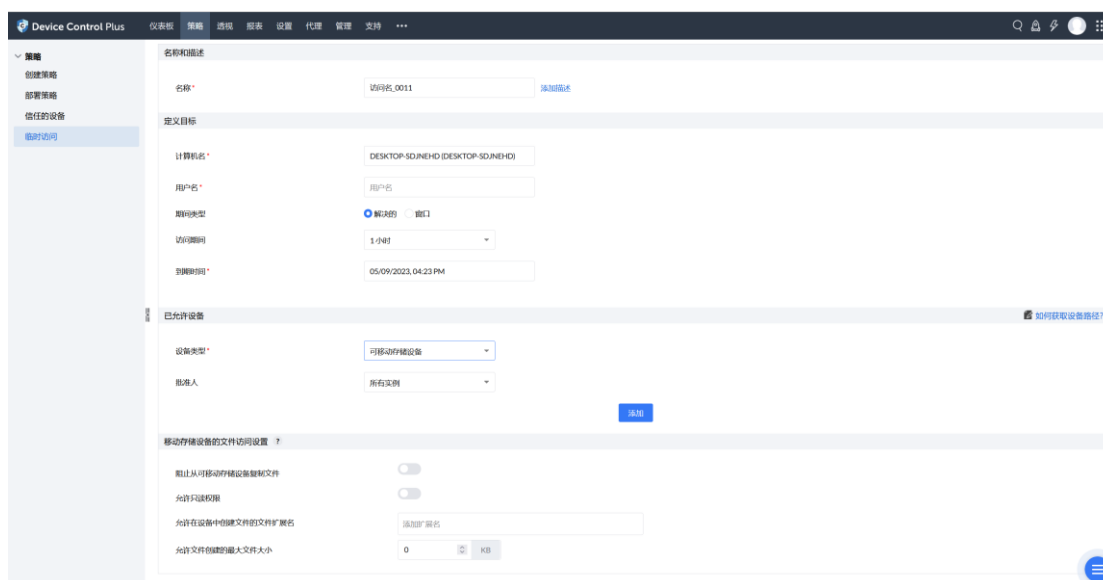 Device Control Plus 仪表板 策略 透视 报表 设置 代理 管理 支持 •••
策略
创建策略
部署策略
信任的设备
临时访问
名称和描述
名称* 访问名_0011 添加描述
定义目标
计算机名* DESKTOP-SDJNEHD (DESKTOP-SDJNEHD)
用户名* 用户名
期间类型 解决的 窗口
访问期间 1 小时
到期时间* 05/09/2023, 04:23 PM
已允许设备 如何获取设备路径?
设备类型* 可移动存储设备
批准人 所有实例
添加
移动存储设备的文件访问设置 ?
阻止从可移动存储设备复制文件
允许只读权限
允许在设备中创建文件的文件扩展名 添加扩展名
允许文件创建的最大文件大小 0 KB